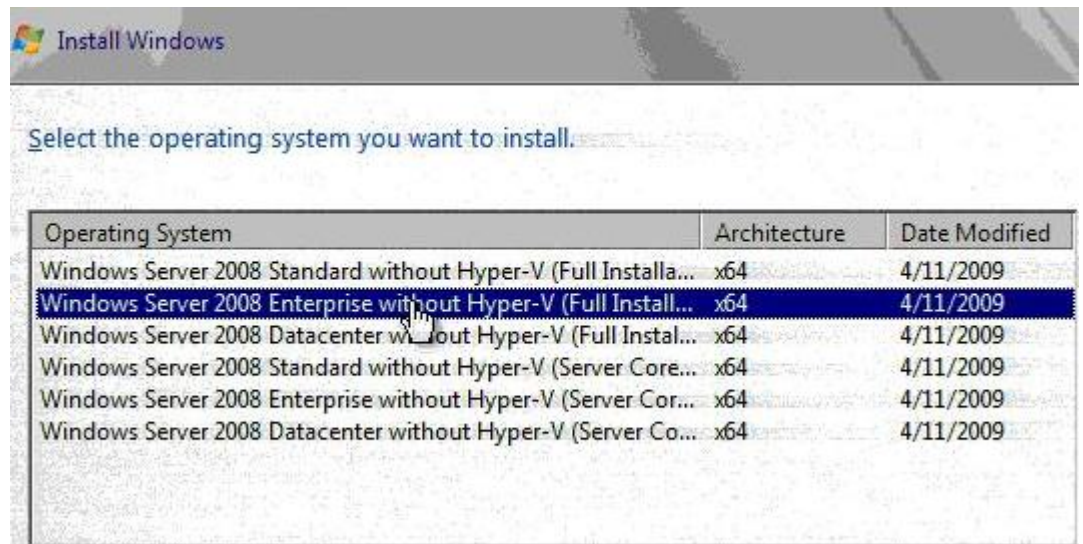 Install Windows
Select the operating system you want to install.
Operating System Architecture Date Modified
Windows Server 2008 Standard without Hyper-V (Full Installa... x64 4/11/2009
Windows Server 2008 Enterprise without Hyper-V (Full Install... x64 4/11/2009
Windows Server 2008 Datacenter without Hyper-V (Full Instal... x64 4/11/2009
Windows Server 2008 Standard without Hyper-V (Server Core... x64 4/11/2009
Windows Server 2008 Enterprise without Hyper-V (Server Cor... x64 4/11/2009
Windows Server 2008 Datacenter without Hyper-V (Server Co... x64 4/11/2009